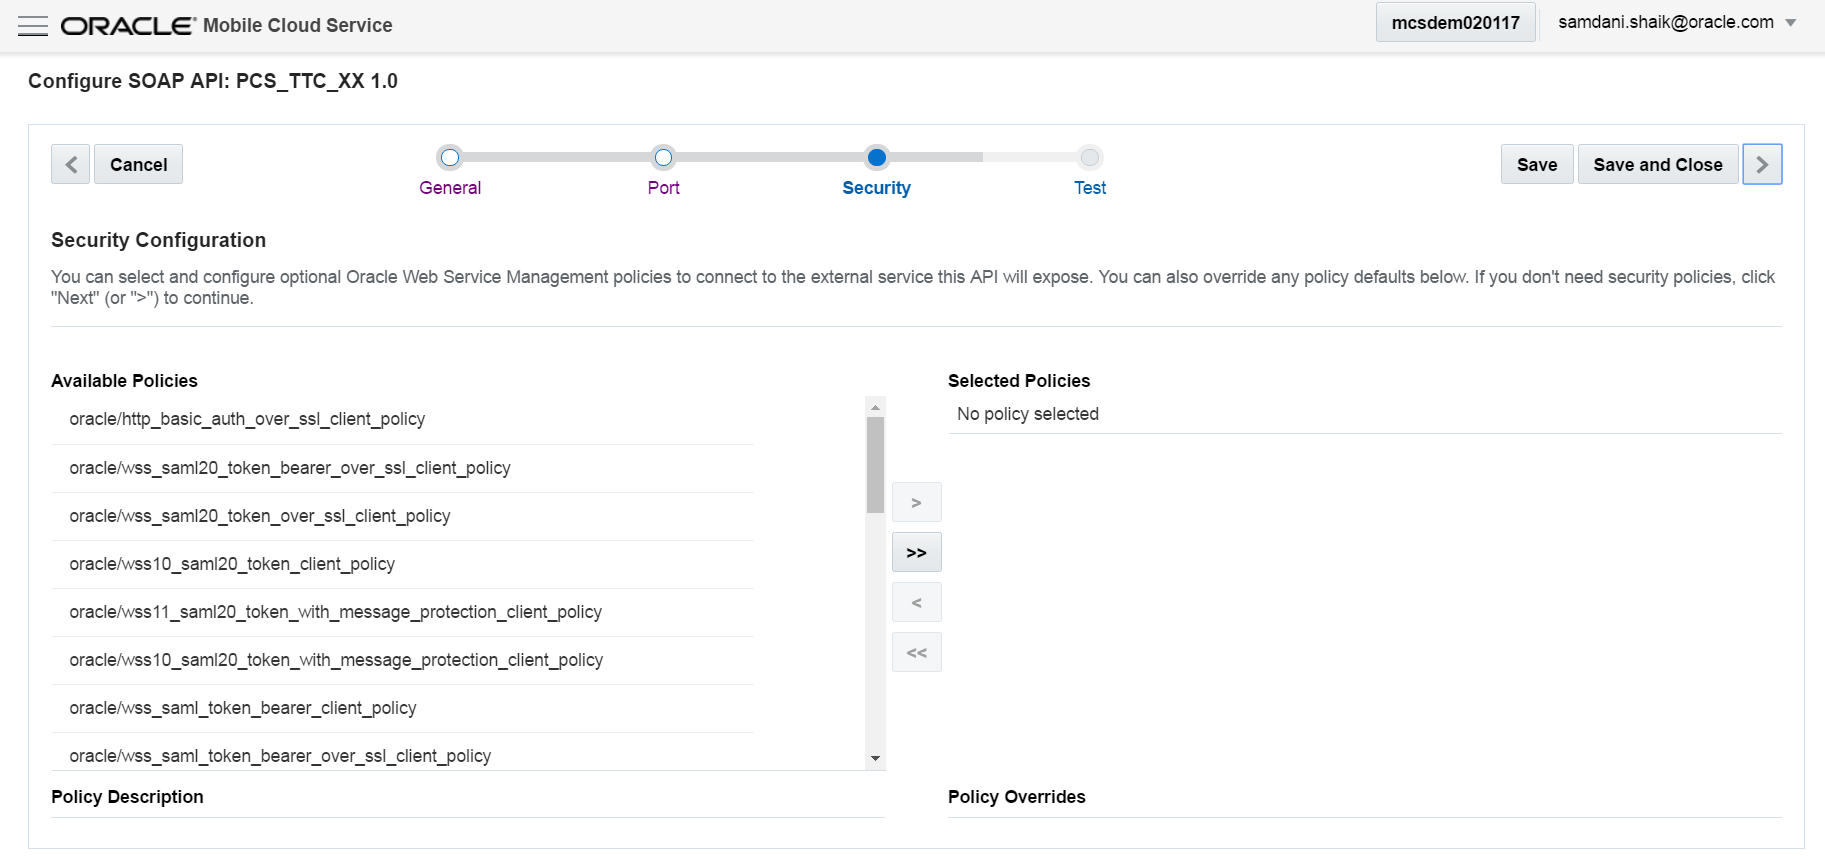 ORACLE® Mobile Cloud Service
mcsdem020117
samdani.shaik@oracle.com
Configure SOAP API: PCS_TTC_XX 1.0
Cancel
General
Port
Security
Test
Save
Save and Close
Security Configuration
You can select and configure optional Oracle Web Service Management policies to connect to the external service this API will expose. You can also override any policy defaults below. If you don't need security policies, click
"Next" (or ">") to continue.
Available Policies
oracle/http_basic_auth_over_ssl_client_policy
oracle/wss_saml20_token_bearer_over_ssl_client_policy
oracle/wss_saml20_token_over_ssl_client_policy
oracle/wss10_saml20_token_client_policy
oracle/wss11_saml20_token_with_message_protection_client_policy
oracle/wss10_saml20_token_with_message_protection_client_policy
oracle/wss_saml_token_bearer_client_policy
oracle/wss_saml_token_bearer_over_ssl_client_policy
>
>>
<
<<
Selected Policies
No policy selected
Policy Description
Policy Overrides